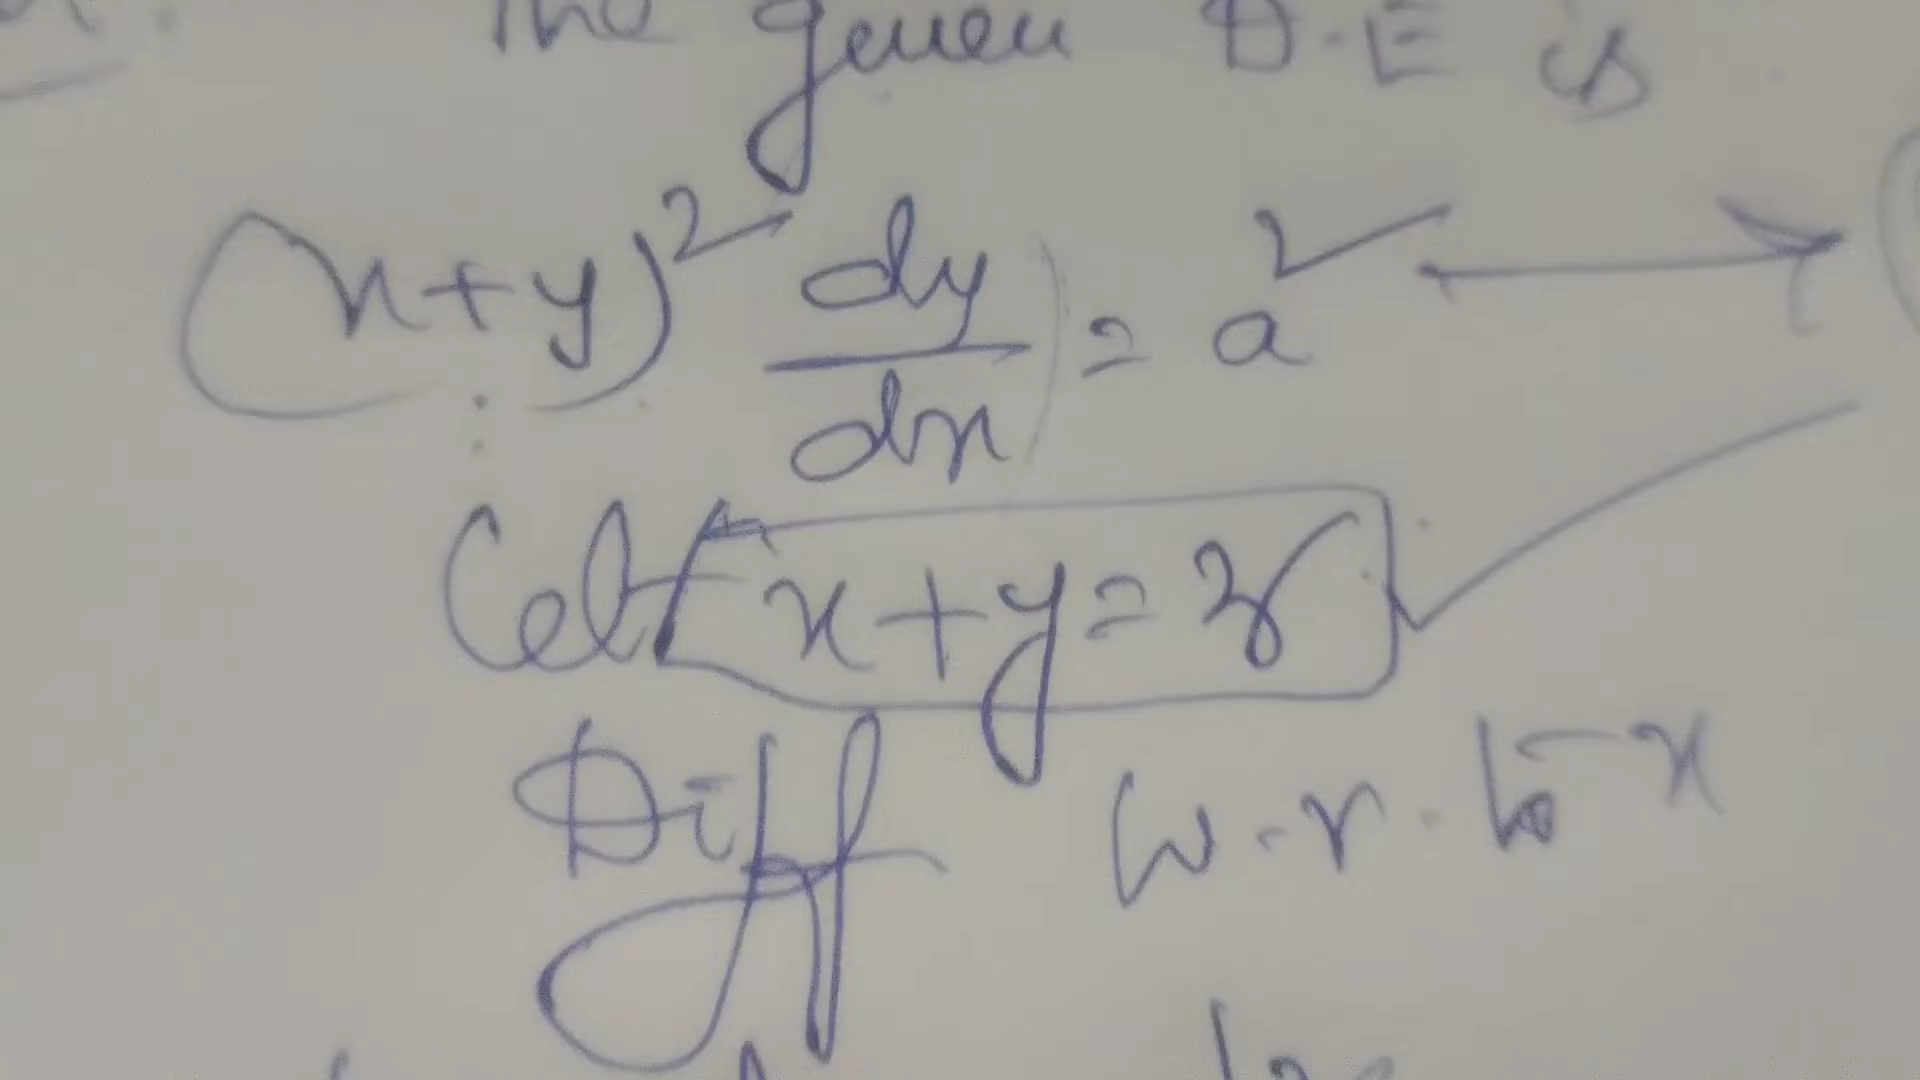 The given D.E is
(x+y)² dy/dx = a²
Let x+y=v
Diff w.r.to x